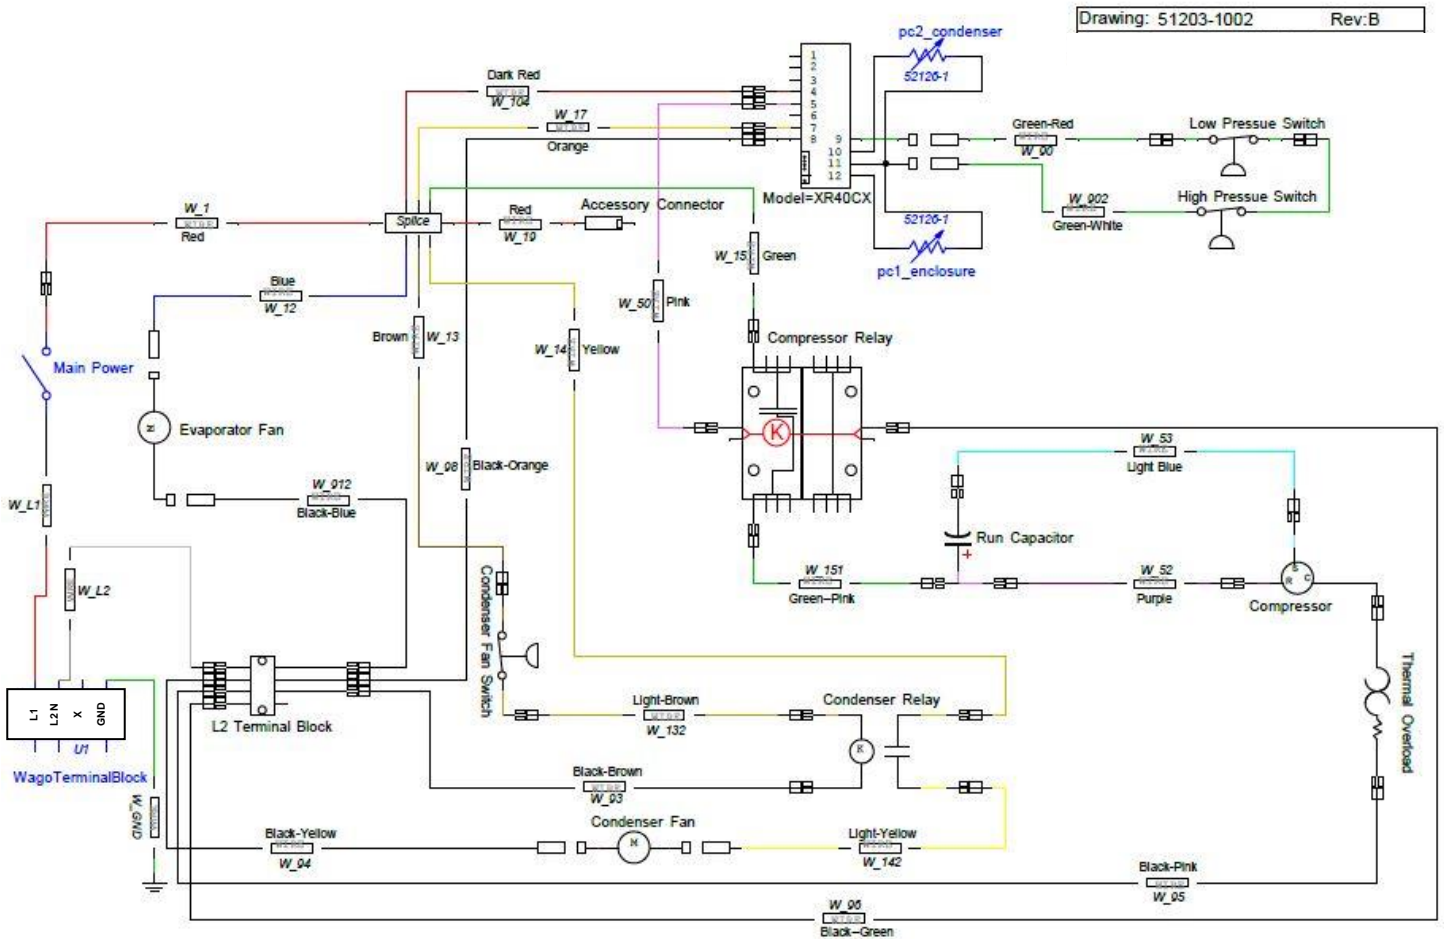 Drawing: 51203-1002 Rev:B
pc2_condenser
52126-1
Dark Red
W_104
W_17
Orange
1
2
3
4
5
6
7
8
9
10
11
12
Model=XR40CX
Green-Red
W_90
Low Pressue Switch
High Pressue Switch
W_902
Green-White
52126-1
pc1_enclosure
W_1
Red
Splice
Red
W_19
Accessory Connector
W_15
Green
Blue
W_12
W_50
Pink
Brown
W_13
W_14
Yellow
Compressor Relay
K
Main Power
M
Evaporator Fan
W_98
Black-Orange
W_53
Light Blue
W_L1
W_912
Black-Blue
Run Capacitor
+
W_L2
Condenser Fan Switch
W_151
Green-Pink
W_52
Purple
S
R
C
Compressor
Thermal Overload
L1
L2 N
X
GND
U1
WagoTerminalBlock
L2 Terminal Block
Light-Brown
W_132
Condenser Relay
K
W_GND
Black-Brown
W_93
Condenser Fan
M
Black-Yellow
W_94
Light-Yellow
W_142
Black-Pink
W_95
W_96
Black-Green